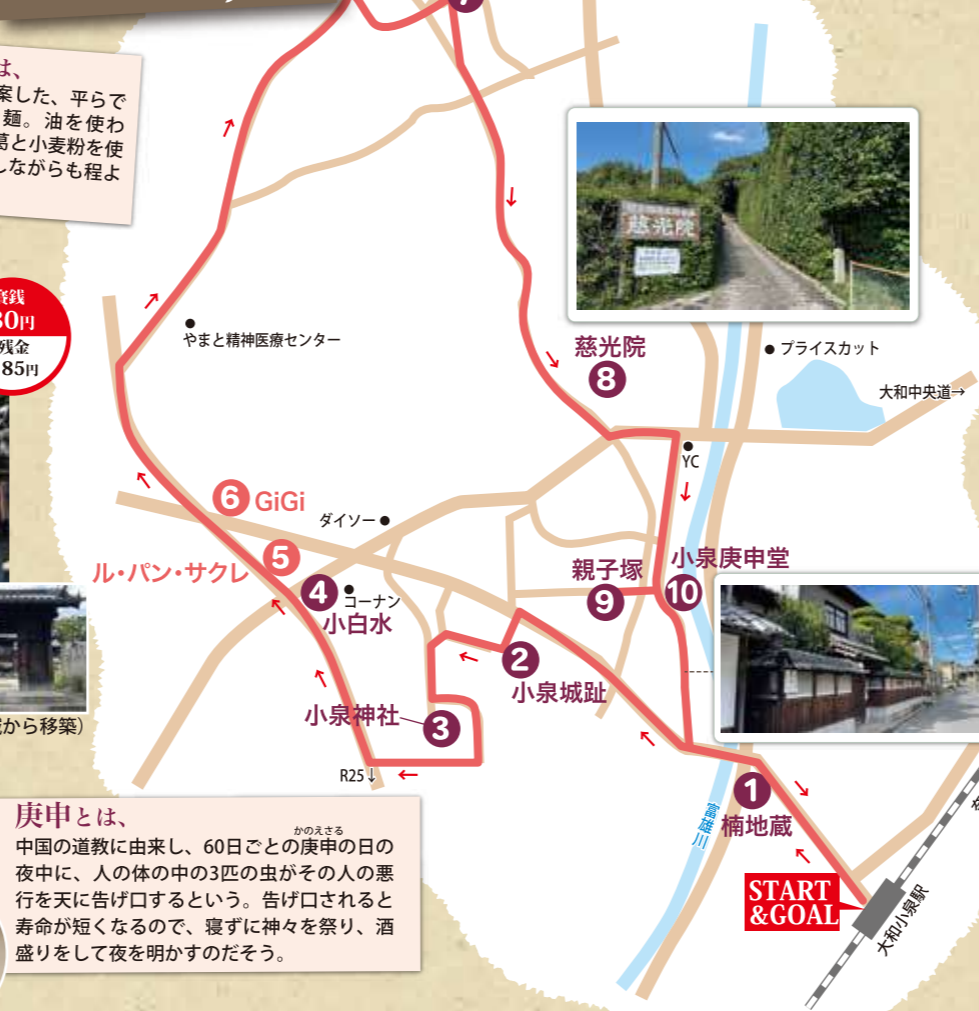 7
は、
案した、平らで
麺。油を使わ
葛と小麦粉を使
しながらも程よ
賽銭
30円
残金
85円
やまと精神医療センター
慈光院
慈光院
8
プライスカット
大和中央道→
YC
6 GiGi
ダイソー
ル・パン・サクレ
5
4
コーナン
小白水
親子塚
9
小泉庚申堂
10
2
小泉城趾
小泉神社
3
R25↓
から移築)
1
楠地蔵
富雄川
START
&GOAL
大和小泉駅
庚申とは、
かのえさる
中国の道教に由来し、60日ごとの庚申の日の
夜中に、人の体の中の3匹の虫がその人の悪
行を天に告げ口するという。告げ口されると
寿命が短くなるので、寝ずに神々を祭り、酒
盛りをして夜を明かすのだそう。